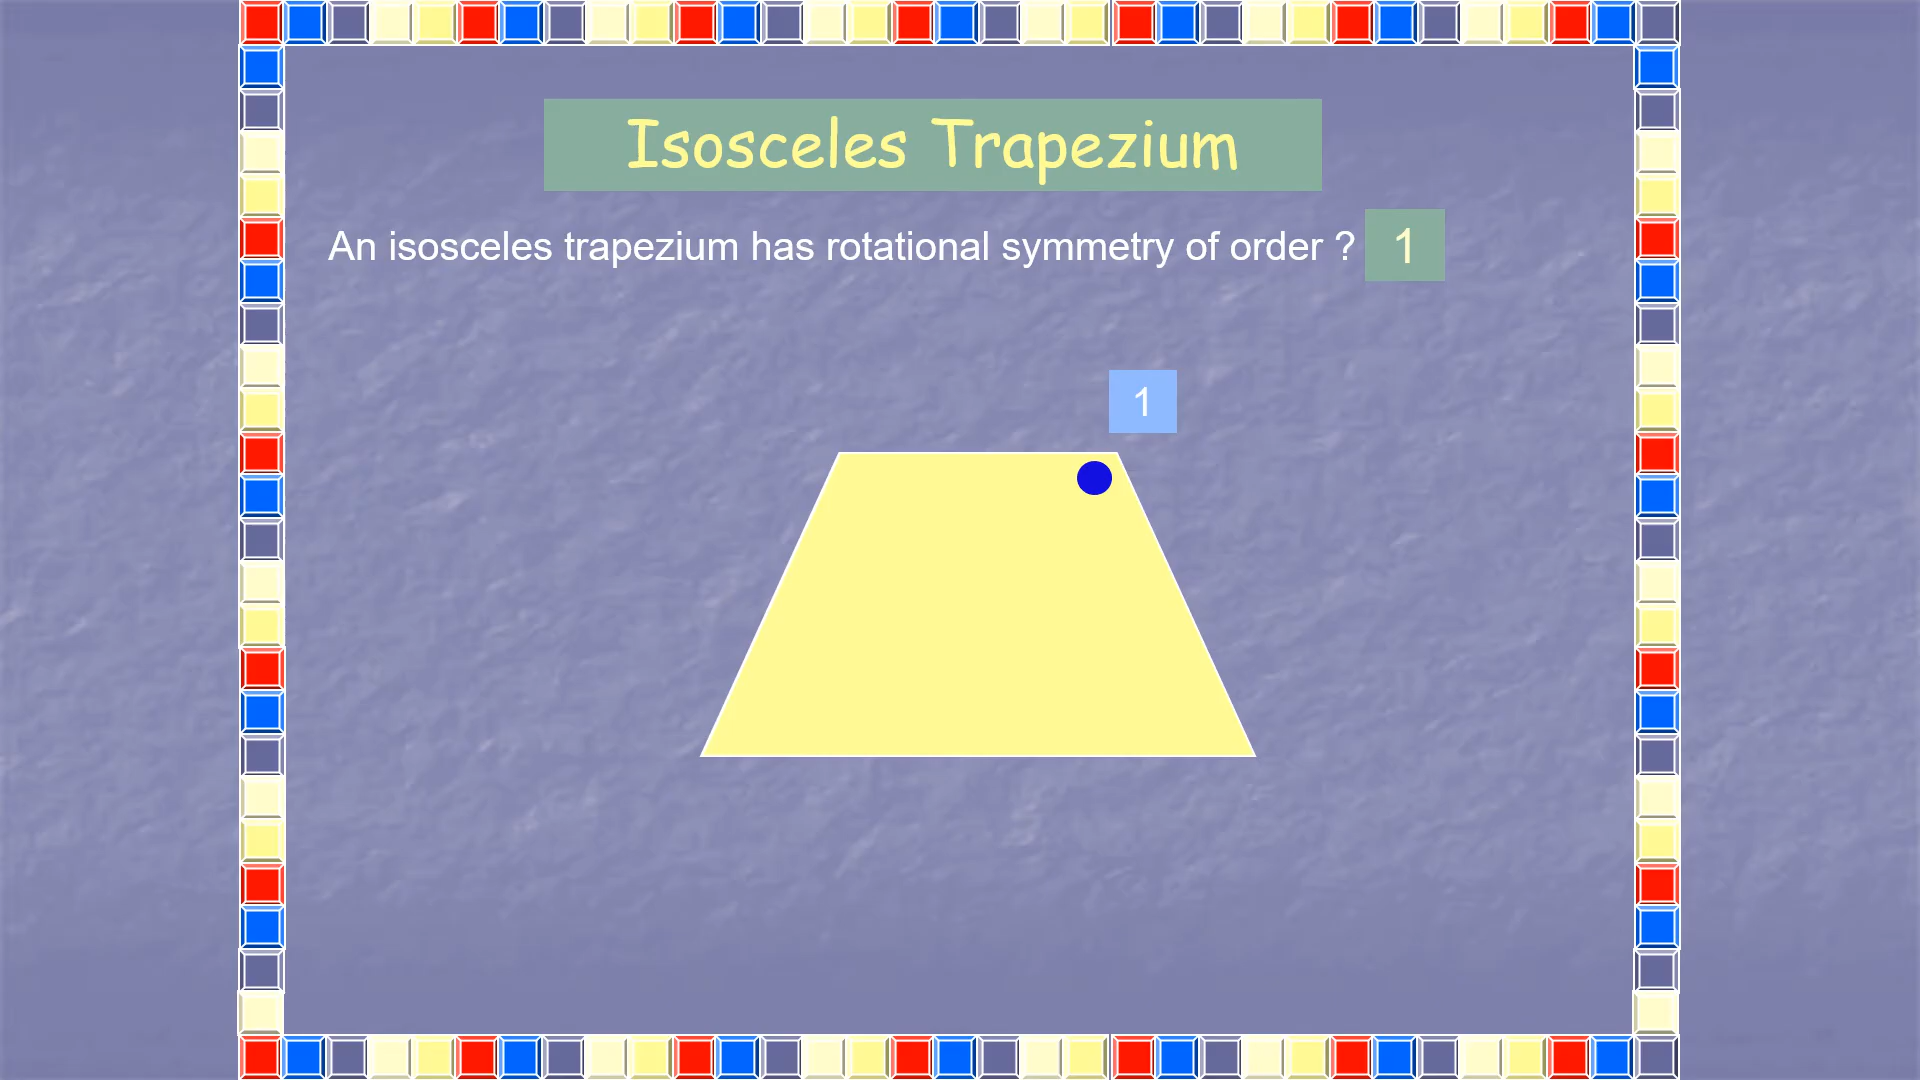 Isosceles Trapezium
An isosceles trapezium has rotational symmetry of order ? 1
1